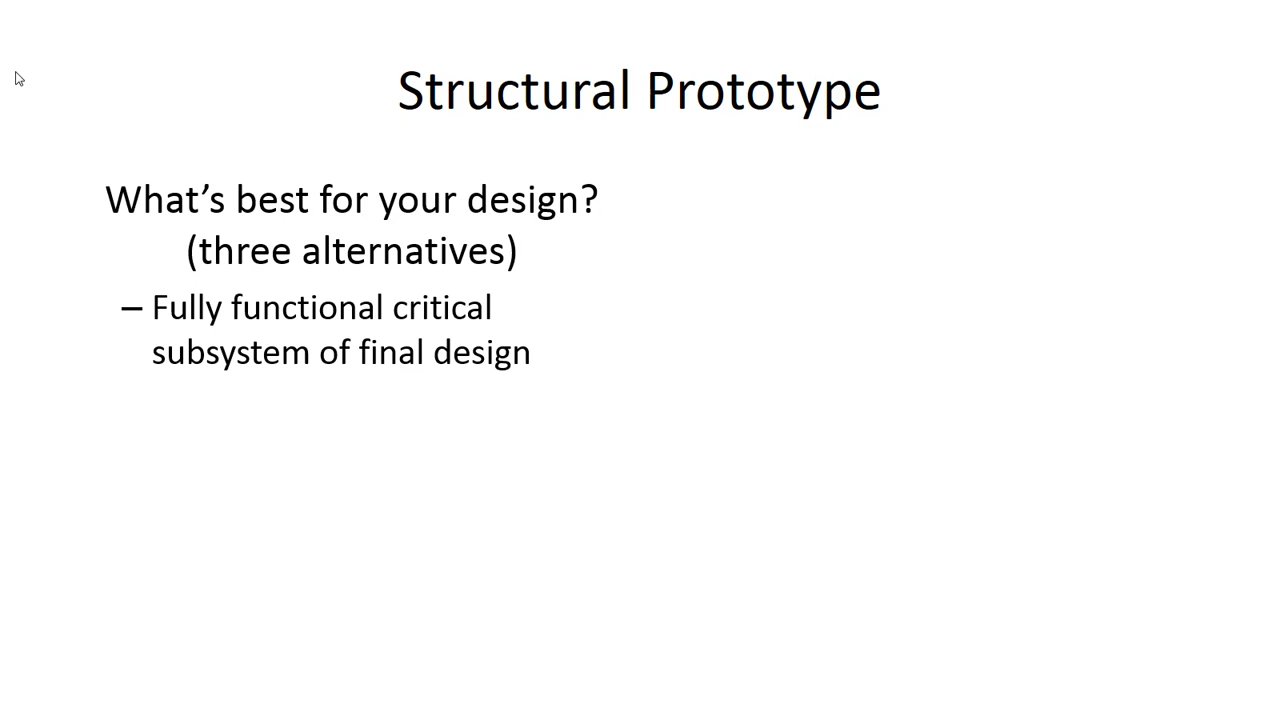 Structural Prototype
What’s best for your design?
(three alternatives)
– Fully functional critical
subsystem of final design